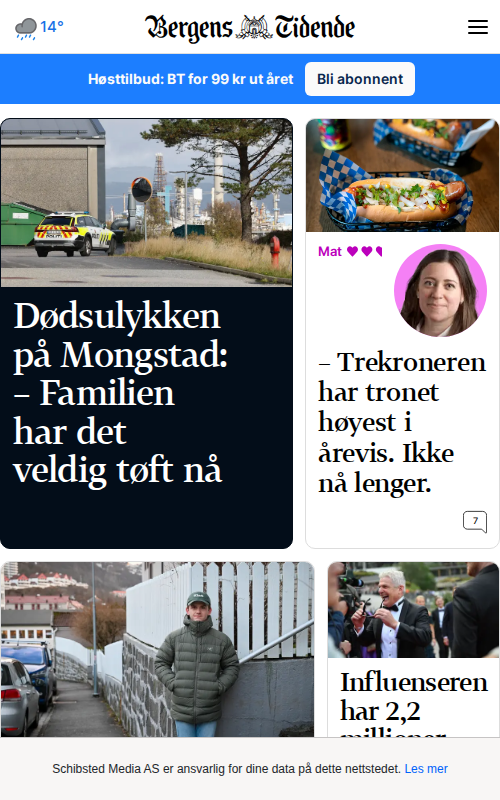 14°
Bergens Tidende
Høsttilbud: BT for 99 kr ut året
Bli abonnent
Dødsulykken
på Mongstad:
– Familien
har det
veldig tøft nå
Mat
– Trekroneren
har tronet
høyest i
årevis. Ikke
nå lenger.
7
Influenseren
har 2,2
millioner
Schibsted Media AS er ansvarlig for dine data på dette nettstedet. Les mer